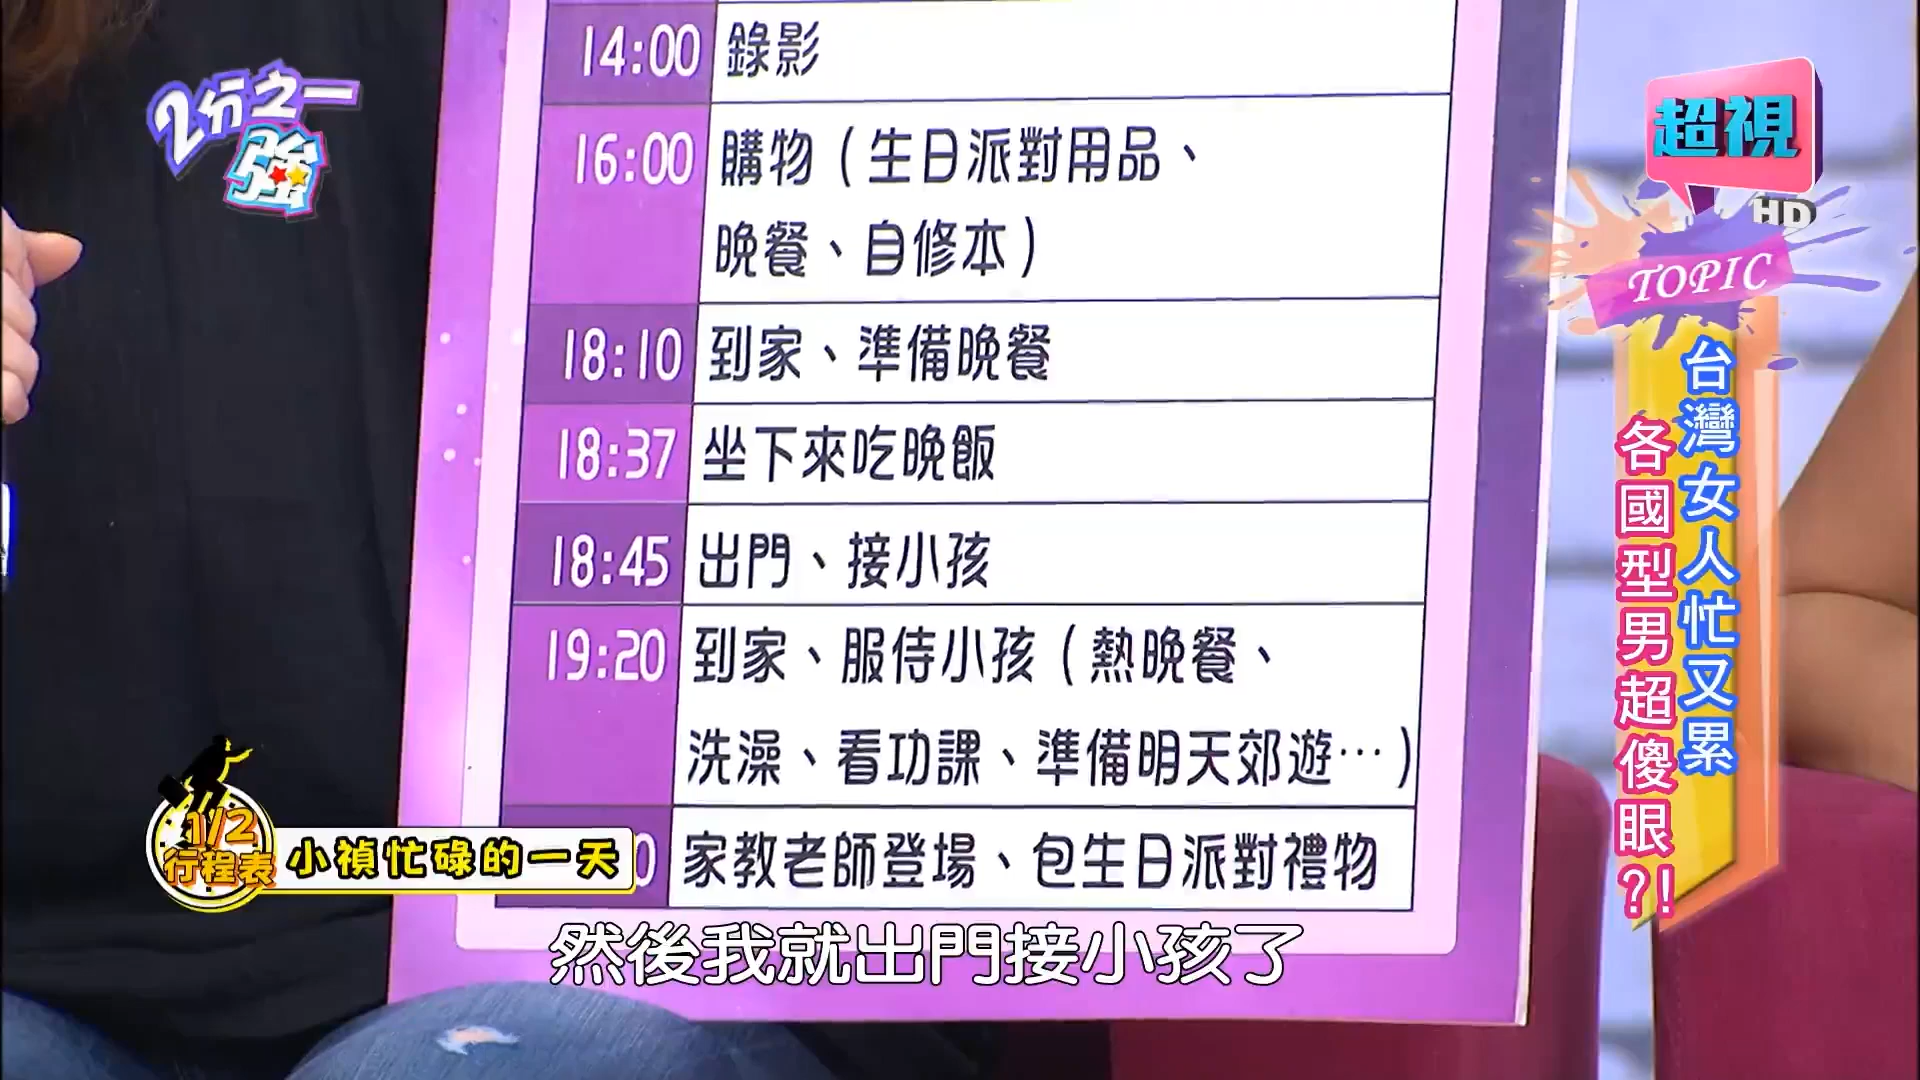 2分之一
強
超視
HD
TOPIC
台灣女人忙又累
各國型男超傻眼?!
14:00 錄影
16:00 購物（生日派對用品、
晚餐、自修本）
18:10 到家、準備晚餐
18:37 坐下來吃晚飯
18:45 出門、接小孩
19:20 到家、服侍小孩（熱晚餐、
洗澡、看功課、準備明天郊遊…）
0 家教老師登場、包生日派對禮物
1/2
行程表
小禎忙碌的一天
然後我就出門接小孩了